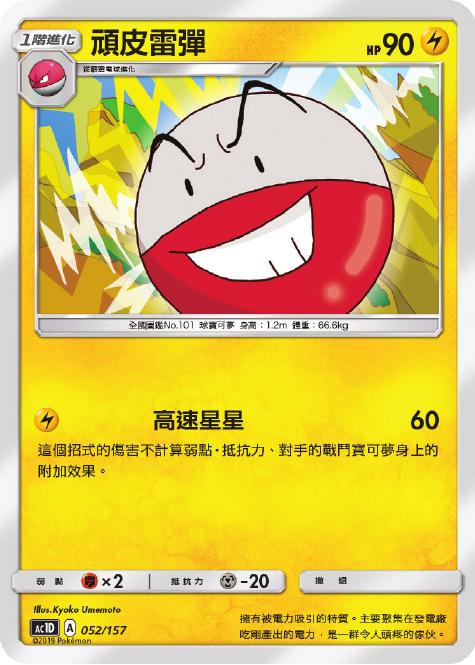 1階進化 頑皮雷彈 HP 90
從霹靂電球進化
全國圖鑑No.101 球寶可夢 身高：1.2m 體重：66.6kg
高速星星 60
這個招式的傷害不計算弱點・抵抗力、對手的戰鬥寶可夢身上的
附加效果。
弱點 ×2 抵抗力 -20 撤退
Illus.Kyoko Umemoto
AC1D A 052/157
©2019 Pokémon
擁有被電力吸引的特質。主要聚集在發電廠
吃剛產出的電力，是一群令人頭疼的傢伙。